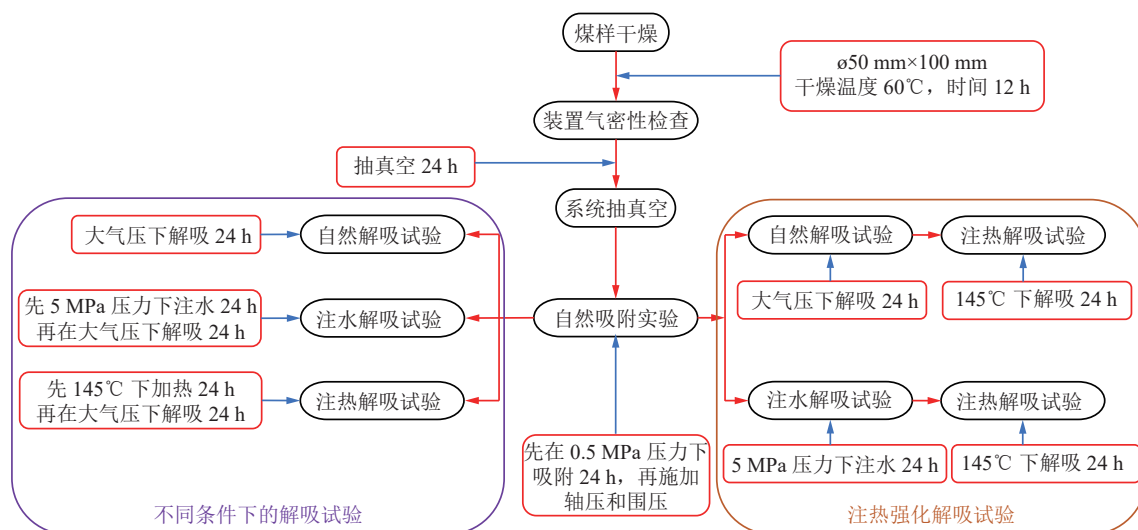 煤样干燥
ø50 mm×100 mm
干燥温度 60℃，时间 12 h
装置气密性检查
抽真空 24 h
系统抽真空
大气压下解吸 24 h
自然解吸试验
先 5 MPa 压力下注水 24 h
再在大气压下解吸 24 h
注水解吸试验
先 145℃ 下加热 24 h
再在大气压下解吸 24 h
注热解吸试验
不同条件下的解吸试验
自然吸附实验
先在 0.5 MPa 压力下
吸附 24 h，再施加
轴压和围压
自然解吸试验
注热解吸试验
大气压下解吸 24 h
145℃ 下解吸 24 h
注水解吸试验
注热解吸试验
5 MPa 压力下注水 24 h
145℃ 下解吸 24 h
注热强化解吸试验